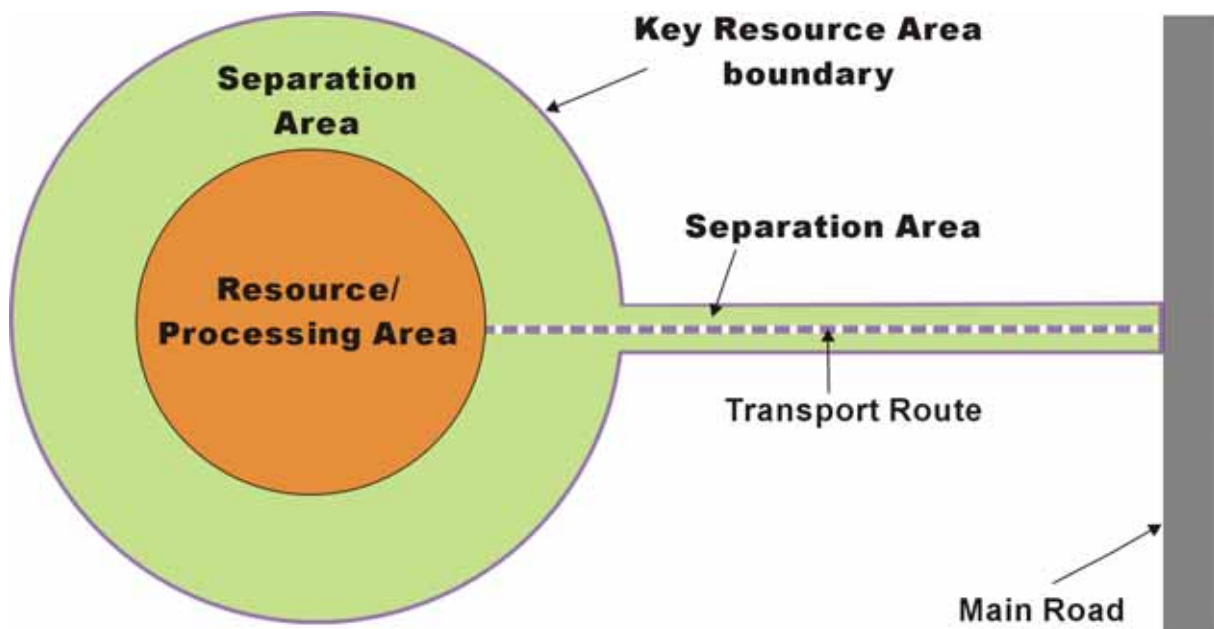 Key Resource Area
boundary
Separation
Area
Separation Area
Resource/
Processing Area
Transport Route
Main Road